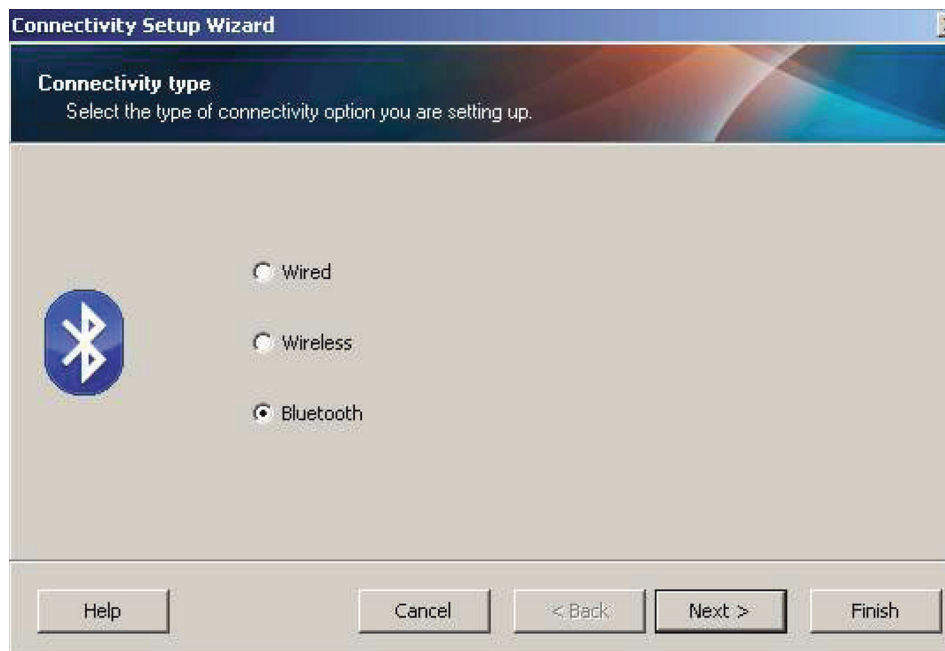 Connectivity Setup Wizard
Connectivity type
Select the type of connectivity option you are setting up.
Wired
Wireless
Bluetooth
Help Cancel < Back Next > Finish